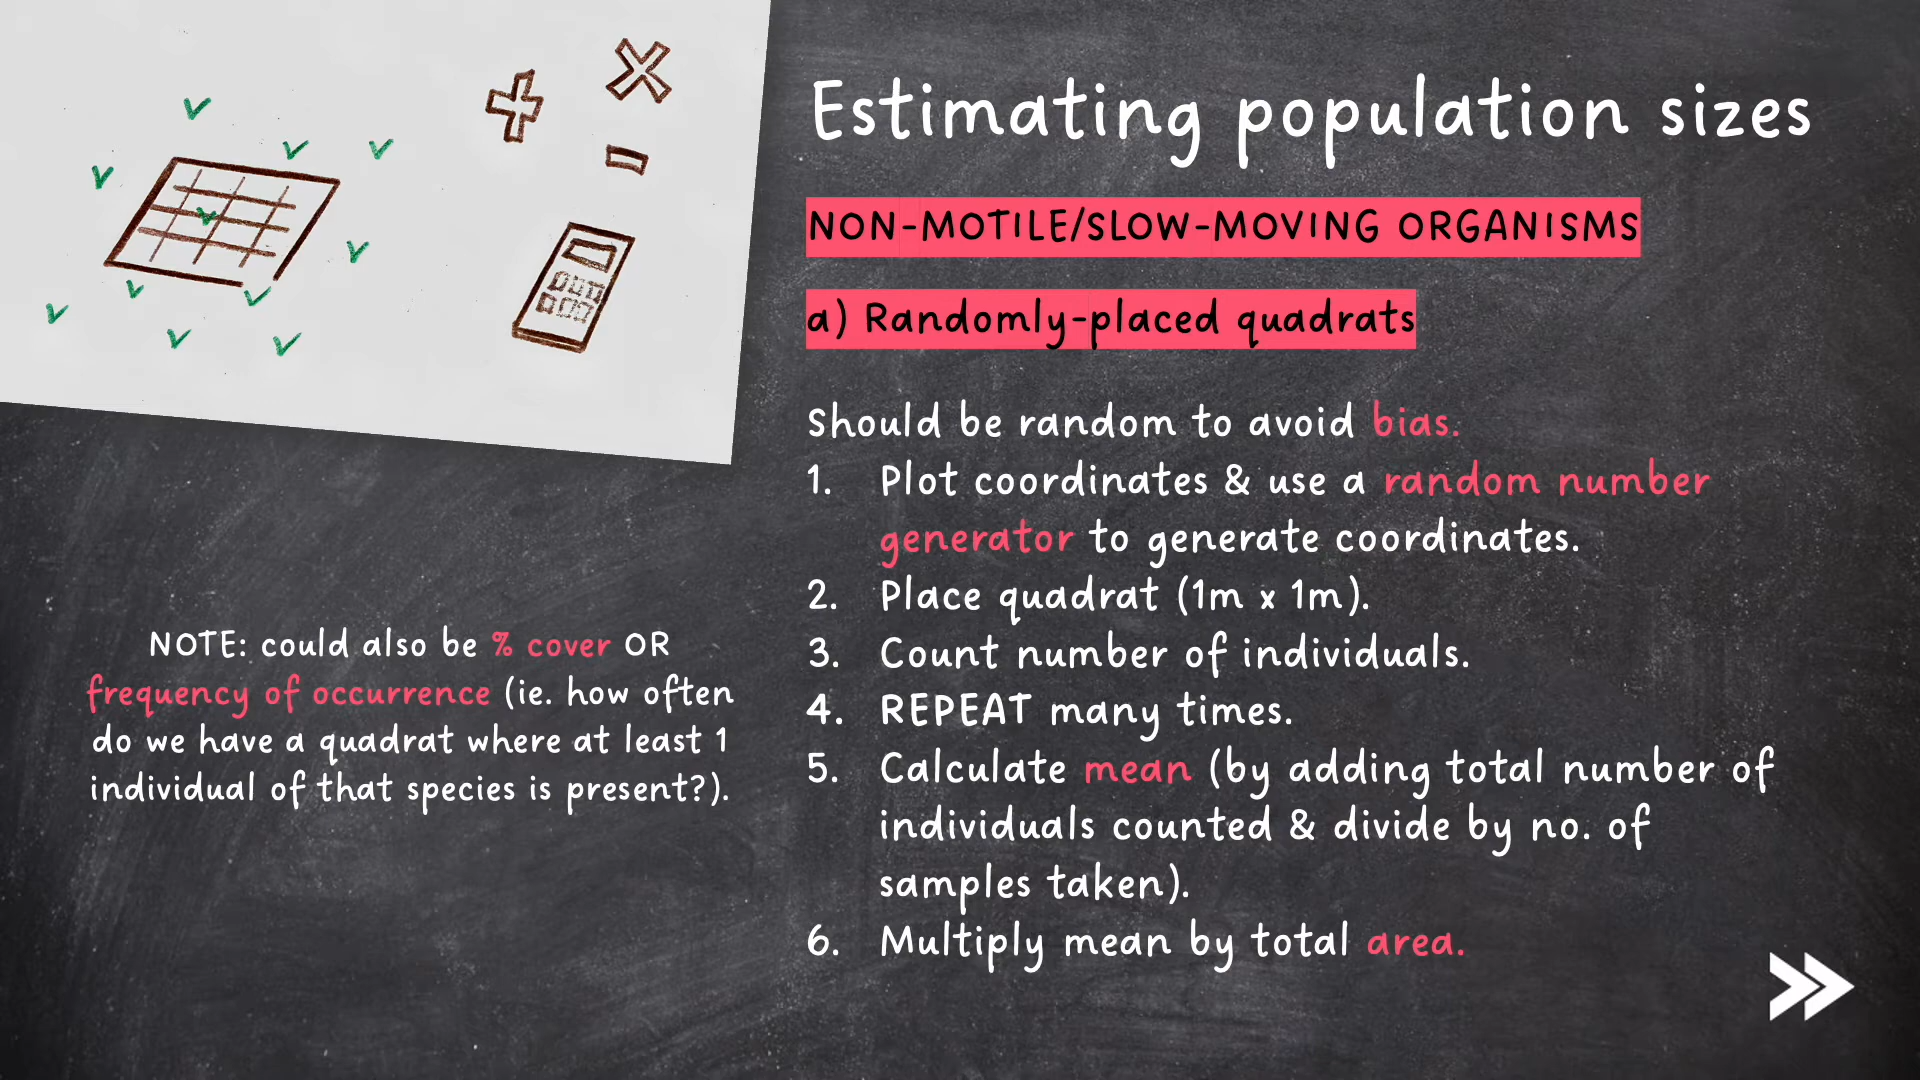 Estimating population sizes
NON-MOTILE/SLOW-MOVING ORGANISMS
a) Randomly-placed quadrats
Should be random to avoid bias.
1. Plot coordinates & use a random number
generator to generate coordinates.
2. Place quadrat (1m x 1m).
3. Count number of individuals.
4. REPEAT many times.
5. Calculate mean (by adding total number of
individuals counted & divide by no. of
samples taken).
6. Multiply mean by total area.
NOTE: could also be % cover OR
frequency of occurrence (ie. how often
do we have a quadrat where at least 1
individual of that species is present?).